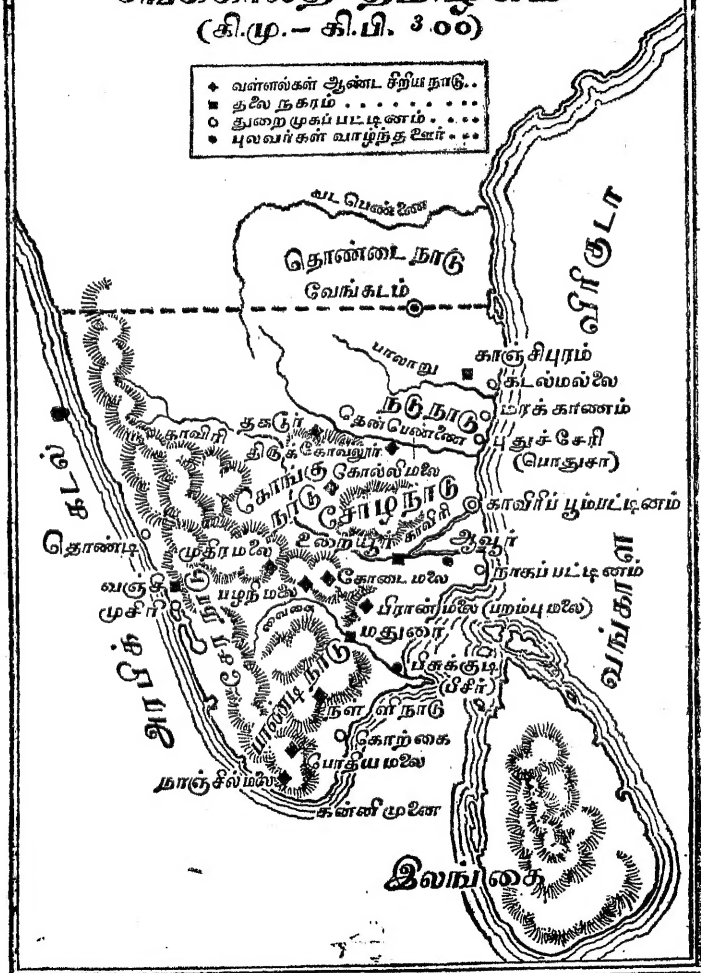 (கி.மு.– கி.பி. 300)
வள்ளல்கள் ஆண்ட சிறிய நாடு..
தலை நகரம் . . . . . . . . .
துறை முகப் பட்டினம் . . . . .
புலவர்கள் வாழ்ந்த ஊர் . . .
வட பெண்ணை
தொண்டை நாடு
வேங்கடம்
விரிகுடா
பாலாறு
காஞ்சிபுரம்
கடல்மல்லை
நடு நாடு
மரக்காணம்
தென்பெண்ணை
புதுச்சேரி
(பொதுசா)
தகடூர்
காவிரி
திருக்கோவலூர்
கொங்கு
நாடு
கொல்லிமலை
சோழநாடு
காவிரி
காவிரிப் பூம்பட்டினம்
கடல்
தொண்டி
முதிரமலை
உறையூர்
ஆவூர்
நாகப்பட்டினம்
வஞ்சி
முசிரி
பழநிமலை
கோடை மலை
சேர நாடு
வைகை
பிரான்மலை (பறம்புமலை)
மதுரை
வங்காள
அரபிக்
பாண்டி நாடு
பிசுக்குடி
(பிசிர்)
நள்ளி நாடு
கொற்கை
பொதியமலை
நாஞ்சில்மலை
கன்னிமுனை
இலங்கை